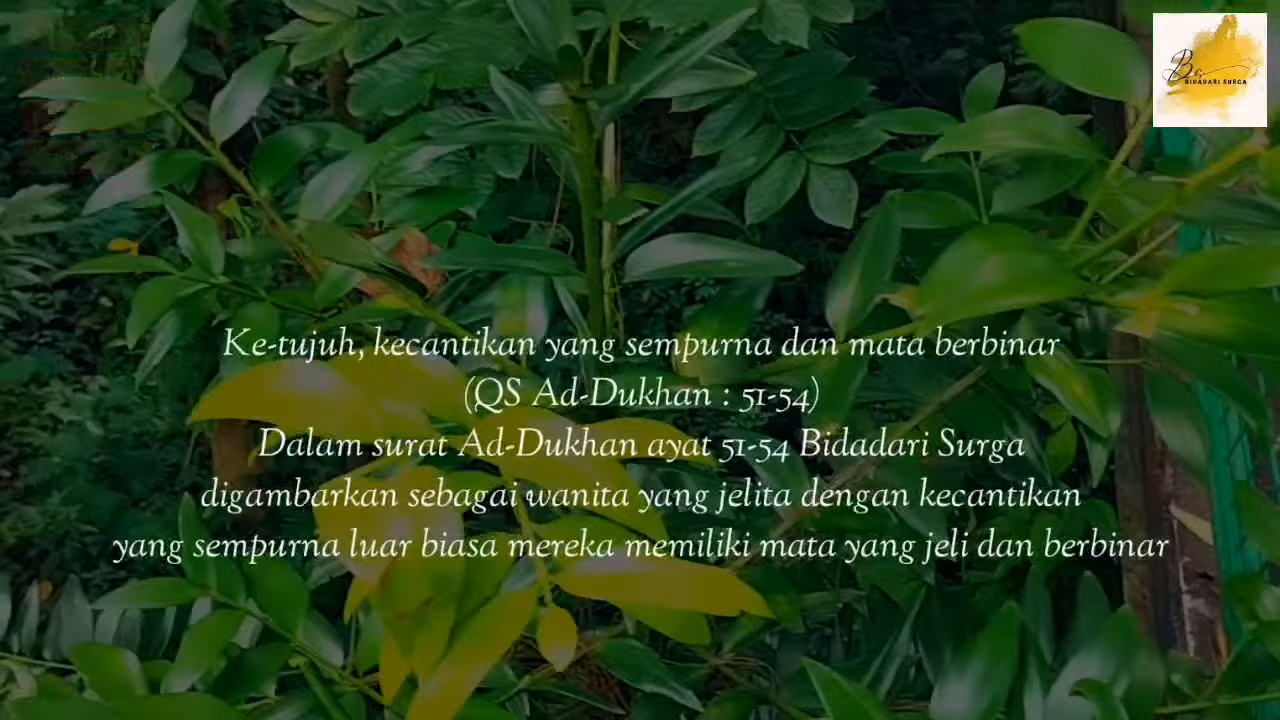 BIDADARI SURGA
Ke-tujuh, kecantikan yang sempurna dan mata berbinar
(QS Ad-Dukhan : 51-54)
Dalam surat Ad-Dukhan ayat 51-54 Bidadari Surga
digambarkan sebagai wanita yang jelita dengan kecantikan
yang sempurna luar biasa mereka memiliki mata yang jeli dan berbinar